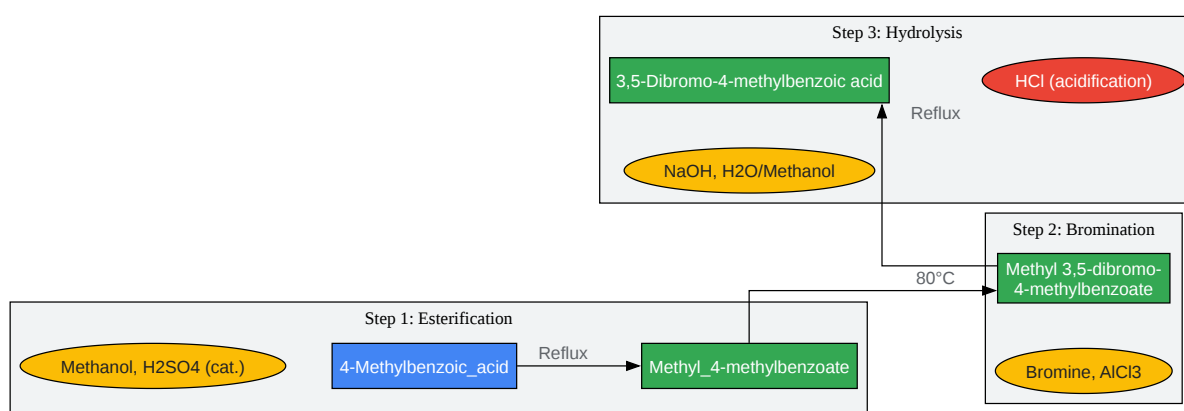 Step 3: Hydrolysis
3,5-Dibromo-4-methylbenzoic acid
HCl (acidification)
Reflux
NaOH, H2O/Methanol
Step 2: Bromination
Methyl 3,5-dibromo-
4-methylbenzoate
80°C
Bromine, AlCl3
Step 1: Esterification
Methanol, H2SO4 (cat.)
4-Methylbenzoic_acid
Reflux
Methyl_4-methylbenzoate